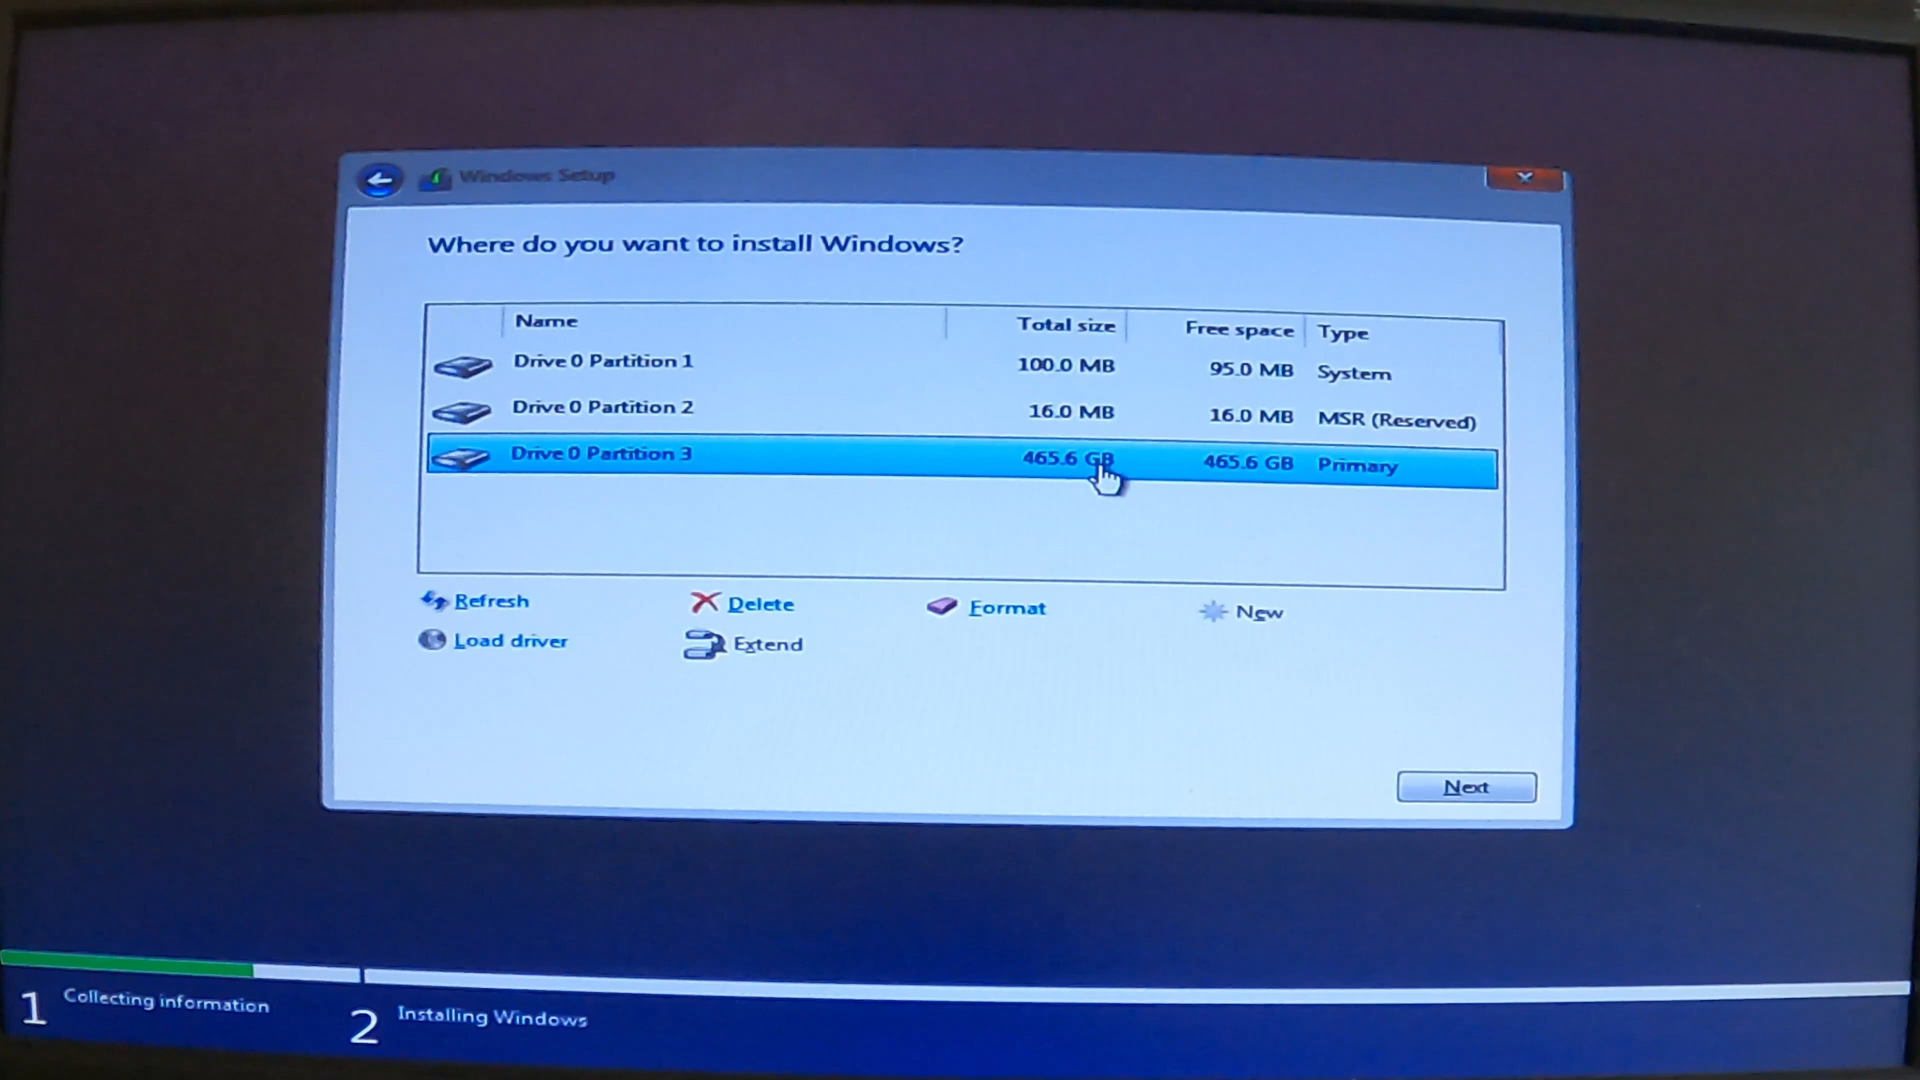 Windows Setup
Where do you want to install Windows?
Name Total size Free space Type
Drive 0 Partition 1 100.0 MB 95.0 MB System
Drive 0 Partition 2 16.0 MB 16.0 MB MSR (Reserved)
Drive 0 Partition 3 465.6 GB 465.6 GB Primary
Refresh Delete Format New
Load driver Extend
Next
1 Collecting information 2 Installing Windows